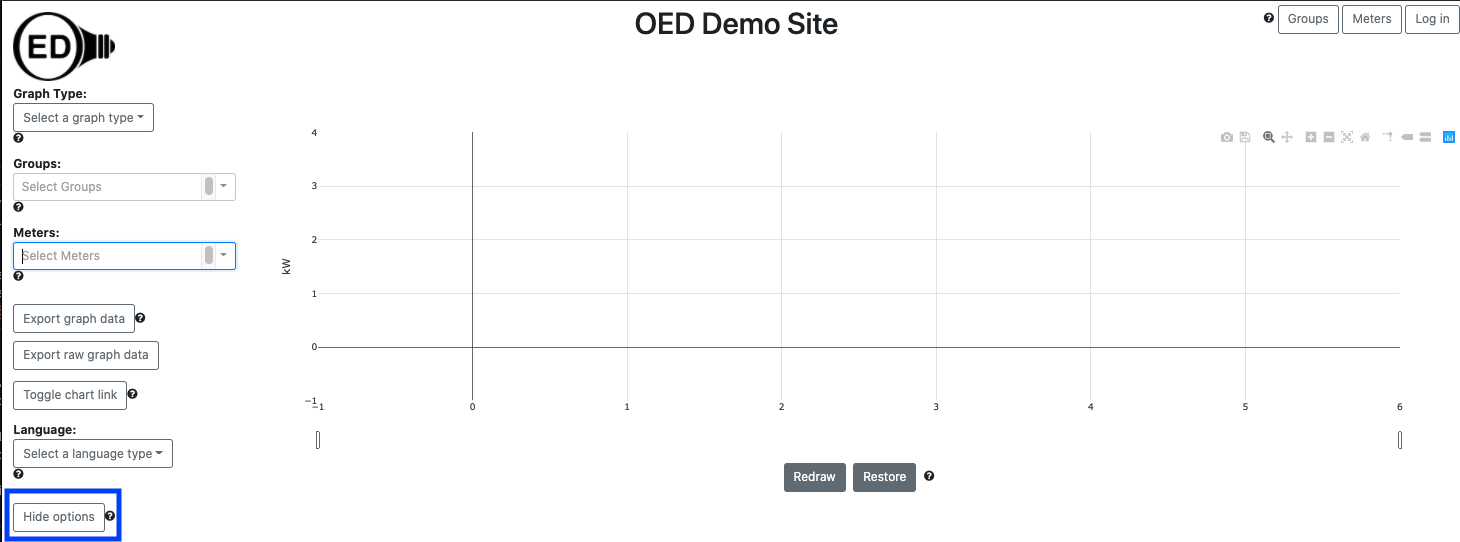 OED Demo Site
Groups
Meters
Log in
ED
Graph Type:
Select a graph type
Groups:
Select Groups
Meters:
Select Meters
Export graph data
Export raw graph data
Toggle chart link
Language:
Select a language type
Hide options
kW
4
3
2
1
0
−1
−1 0 1 2 3 4 5 6
Redraw
Restore